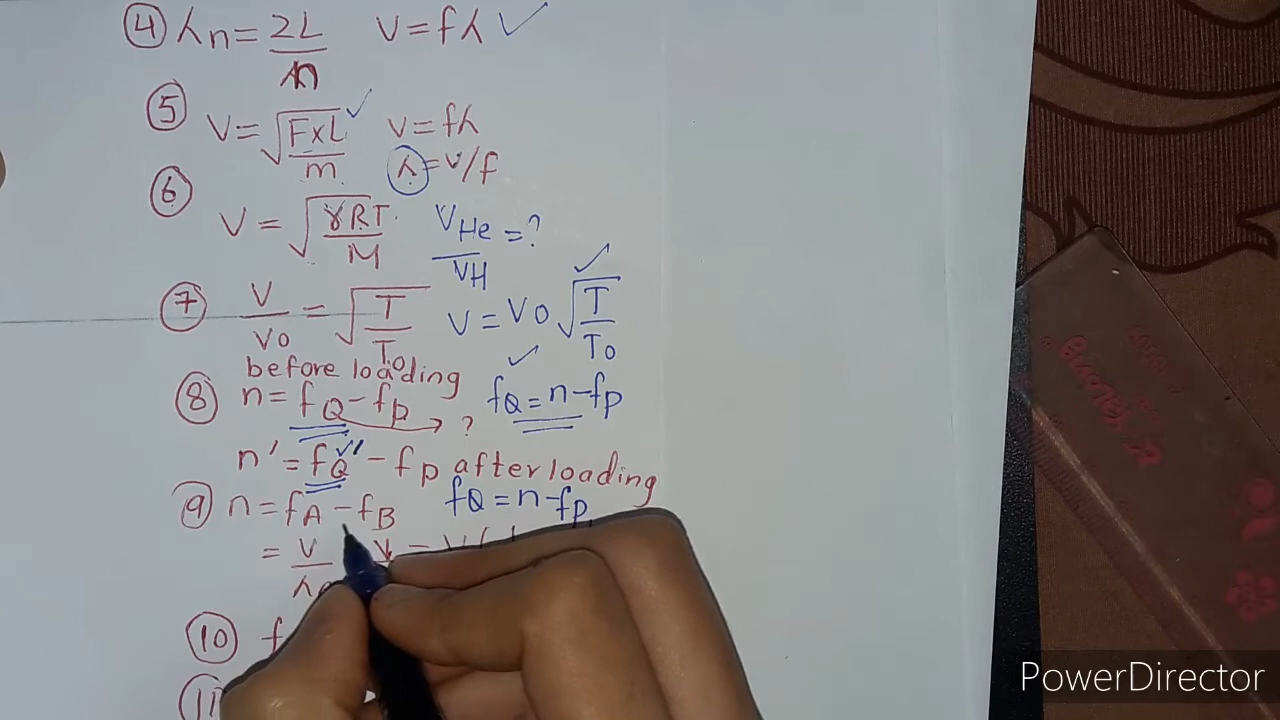 ④ λn = 2L/n v = fλ ✓
⑤ V = √(F×L/m) ✓ v = fλ
λ = v/f
⑥ V = √(γRT/M) VHe/VH = ?
⑦ V/V0 = √(T/T0) V = V0 √(T/T0) ✓
before loading
⑧ n = fQ - fp → ? fQ = n - fp ✓
n' = fQ' - fp after loading
⑨ n = fA - fB fQ = n - fp
= V/λ V = V(
⑩ f
⑪
PowerDirector